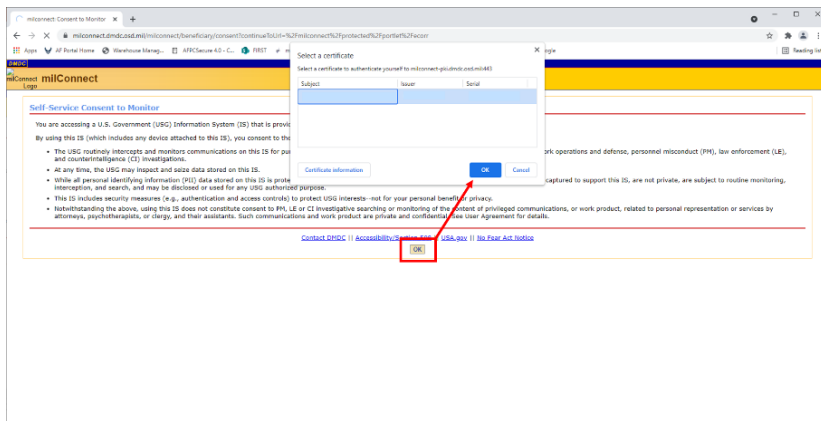 milconnect: Consent to Monitor
milconnect.dmdc.osd.mil/milconnect/beneficiary/consent?continueToUrl=%2Fmilconnect%2Fprotected%2Fportlet%2Fecorr
Apps AF Portal Home Warehouse Manag... AFPCSecure 4.0 - C... FIRST
Reading list
DMDC
milConnect
Logo
milConnect
Select a certificate
Select a certificate to authenticate yourself to milconnect-pki.dmdc.osd.mil:443
Subject Issuer Serial
Certificate information OK Cancel
Self-Service Consent to Monitor
You are accessing a U.S. Government (USG) Information System (IS) that is
By using this IS (which includes any device attached to this IS), you consent to the
• The USG routinely intercepts and monitors communications on this IS for
operations and defense, personnel misconduct (PM), law enforcement (LE),
and counterintelligence (CI) investigations.
• At any time, the USG may inspect and seize data stored on this IS.
• While all personal identifying information (PII) data stored on this IS is
captured to support this IS, are not private, are subject to routine monitoring,
interception, and search, and may be disclosed or used for any USG authorized purpose.
• This IS includes security measures (e.g., authentication and access controls) to protect USG interests--not for your personal benefit or privacy.
• Notwithstanding the above, using this IS does not constitute consent to PM, LE or CI investigative searching or monitoring of the content of privileged communications, or work product, related to personal representation or services by
attorneys, psychotherapists, or clergy, and their assistants. Such communications and work product are private and confidential. See User Agreement for details.
Contact DMDC || Accessibility/Section 508 || USA.gov || No Fear Act Notice
OK